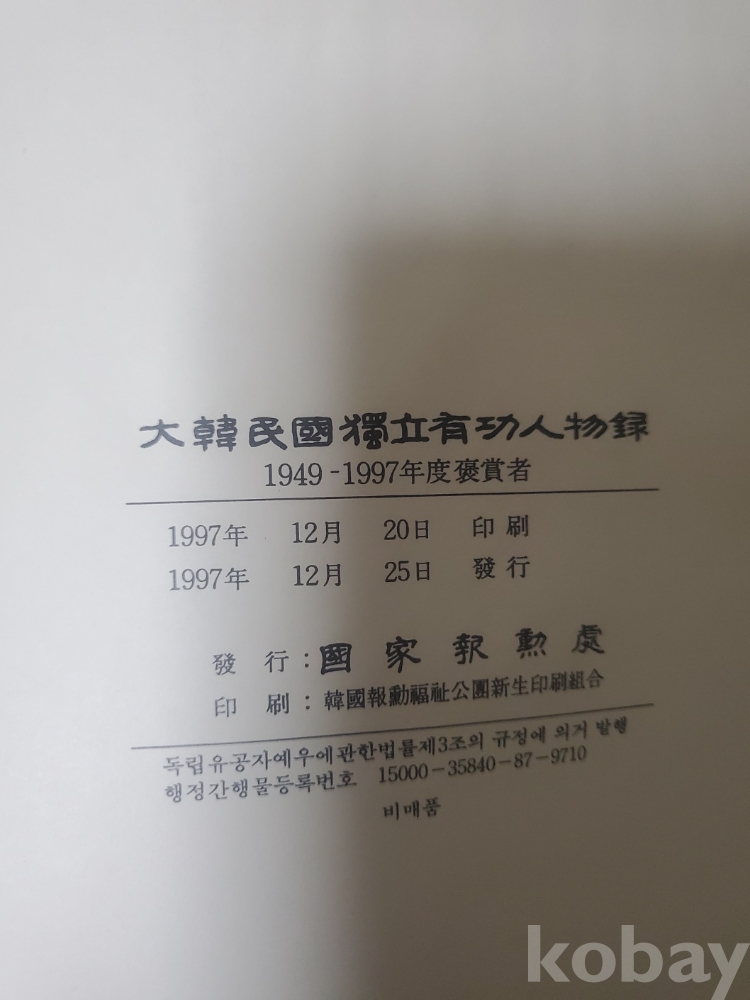 大韓民國獨立有功人物録
1949-1997年度褒賞者
1997年 12月 20日 印刷
1997年 12月 25日 發行
發行:國家報勳處
印刷:韓國報勳福祉公團新生印刷組合
독립유공자예우에관한법률제3조의 규정에 의거 발행
행정간행물등록번호 15000-35840-87-9710
비매품
kobay